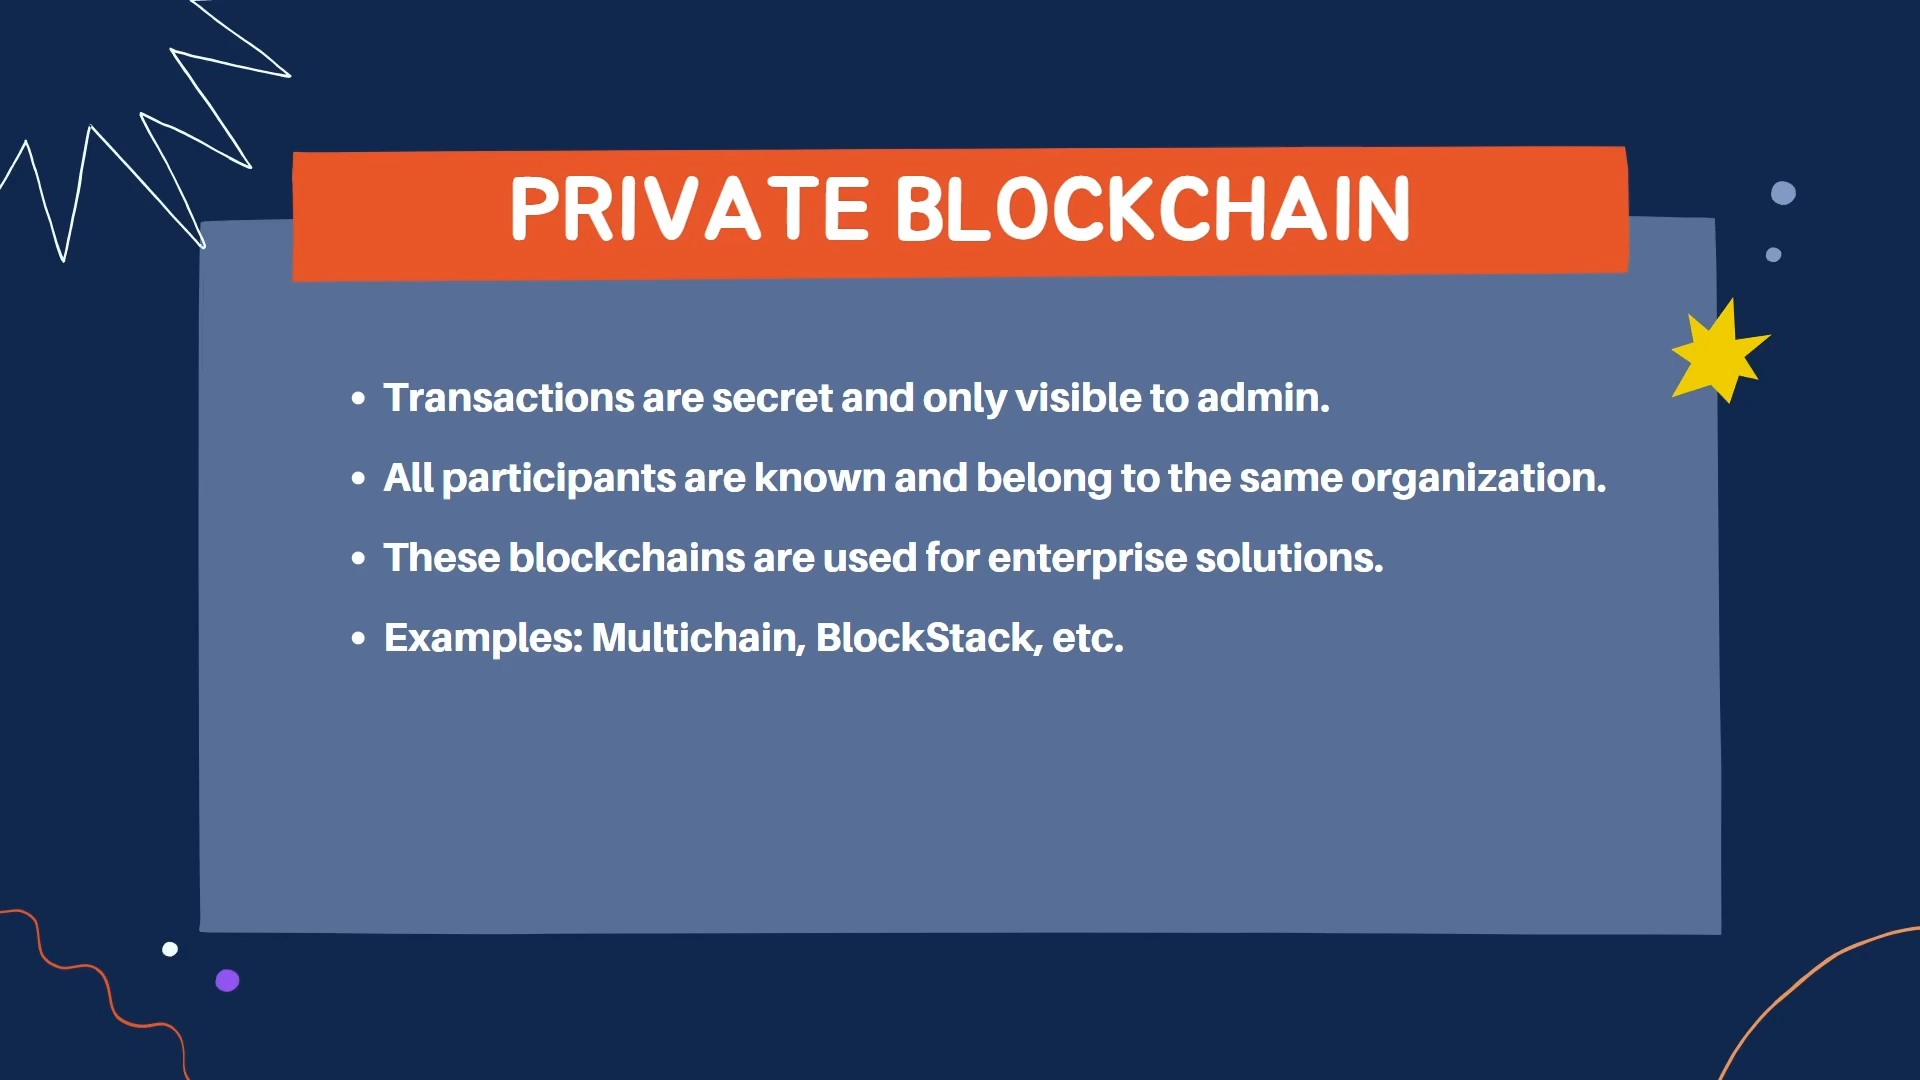 PRIVATE BLOCKCHAIN
• Transactions are secret and only visible to admin.
• All participants are known and belong to the same organization.
• These blockchains are used for enterprise solutions.
• Examples: Multichain, BlockStack, etc.